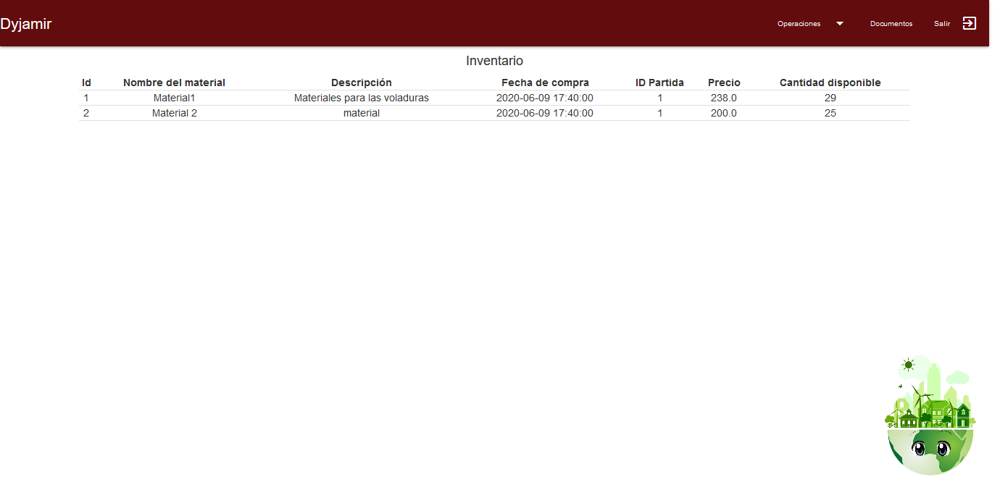 Dyjamir Operaciones Documentos Salir
Inventario
Id Nombre del material Descripción Fecha de compra ID Partida Precio Cantidad disponible
1 Material1 Materiales para las voladuras 2020-06-09 17:40:00 1 238.0 29
2 Material 2 material 2020-06-09 17:40:00 1 200.0 25